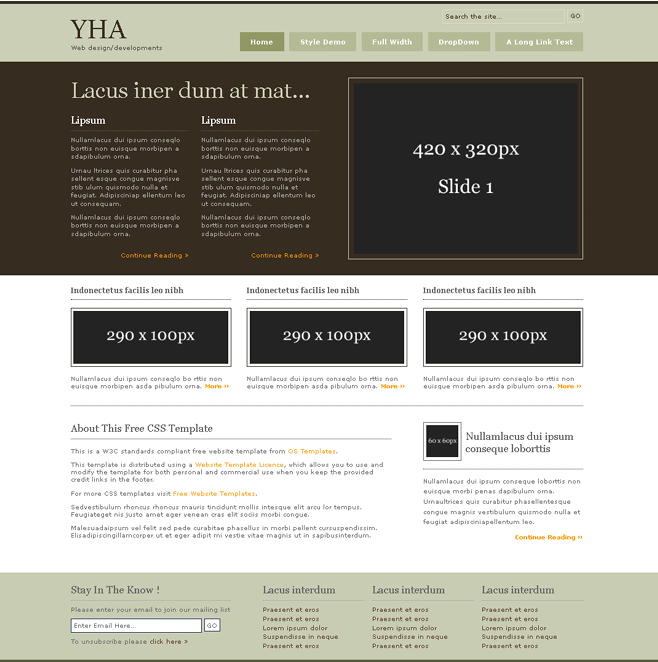 YHA
Web design/developments
Search the site...
GO
Home
Style Demo
Full Width
DropDown
A Long Link Text
Lacus iner dum at mat...
Lipsum
Nullamlacus dui ipsum conseqlo
borttis non euisque morbipen a
sdapibulum orna.
Urnau ltrices quis curabitur pha
sellent esque congue magnisve
stib ulum quismodo nulla et
feugiat. Adipisciniap ellentum leo
ut consequam.
Nullamlacus dui ipsum conseqlo
borttis non euisque morbipen a
sdapibulum orna.
Continue Reading »
Lipsum
Nullamlacus dui ipsum conseqlo
borttis non euisque morbipen a
sdapibulum orna.
Urnau ltrices quis curabitur pha
sellent esque congue magnisve
stib ulum quismodo nulla et
feugiat. Adipisciniap ellentum leo
ut consequam.
Nullamlacus dui ipsum conseqlo
borttis non euisque morbipen a
sdapibulum orna.
Continue Reading »
420 x 320px
Slide 1
Indonectetus facilis leo nibh
290 x 100px
Nullamlacus dui ipsum conseqlo bo rttis non
euisque morbipen asda pibulum orna. More »
Indonectetus facilis leo nibh
290 x 100px
Nullamlacus dui ipsum conseqlo bo rttis non
euisque morbipen asda pibulum orna. More »
Indonectetus facilis leo nibh
290 x 100px
Nullamlacus dui ipsum conseqlo bo rttis non
euisque morbipen asda pibulum orna. More »
About This Free CSS Template
This is a W3C standards compliant free website template from OS Templates.
This template is distributed using a Website Template Licence, which allows you to use and
modify the template for both personal and commercial use when you keep the provided
credit links in the footer.
For more CSS templates visit Free Website Templates.
Sedvestibulum rhoncus rhoncus mauris tincidunt mollis intesque elit arcu lor tempus.
Feugiateget nis justo amet eger venean cras elit sociis morbi congue.
Malesuadaipsum vel felit sed pede curabitae phasellus in morbi pellent cursuspendissim.
Elisadipiscingillamcorper ut et eger adipit mi vestie vitae magnis ut in sapibusinterdum.
60 x 60px
Nullamlacus dui ipsum
conseque loborttis
Nullamlacus dui ipsum conseque loborttis non
euisque morbi penas dapibulum orna.
Urnaultrices quis curabitur phasellentesque
congue magnis vestibulum quismodo nulla et
feugiat adipisciniapellentum leo.
Continue Reading »
Stay In The Know !
Please enter your email to join our mailing list
Enter Email Here...
GO
To unsubscribe please click here »
Lacus interdum
Praesent et eros
Praesent et eros
Lorem ipsum dolor
Suspendisse in neque
Praesent et eros
Lacus interdum
Praesent et eros
Praesent et eros
Lorem ipsum dolor
Suspendisse in neque
Praesent et eros
Lacus interdum
Praesent et eros
Praesent et eros
Lorem ipsum dolor
Suspendisse in neque
Praesent et eros